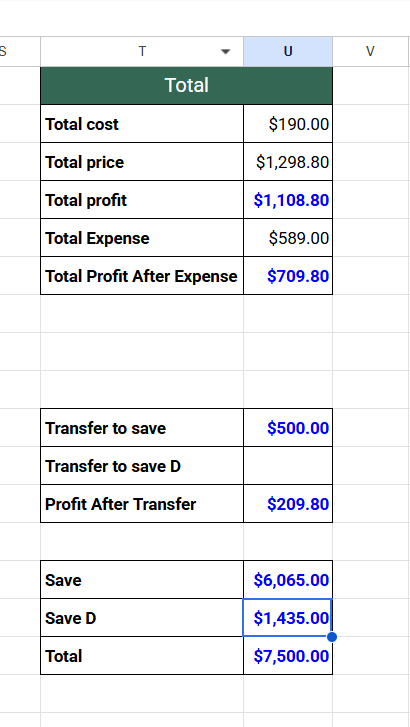 S T U V
Total
Total cost $190.00
Total price $1,298.80
Total profit $1,108.80
Total Expense $589.00
Total Profit After Expense $709.80
Transfer to save $500.00
Transfer to save D
Profit After Transfer $209.80
Save $6,065.00
Save D $1,435.00
Total $7,500.00